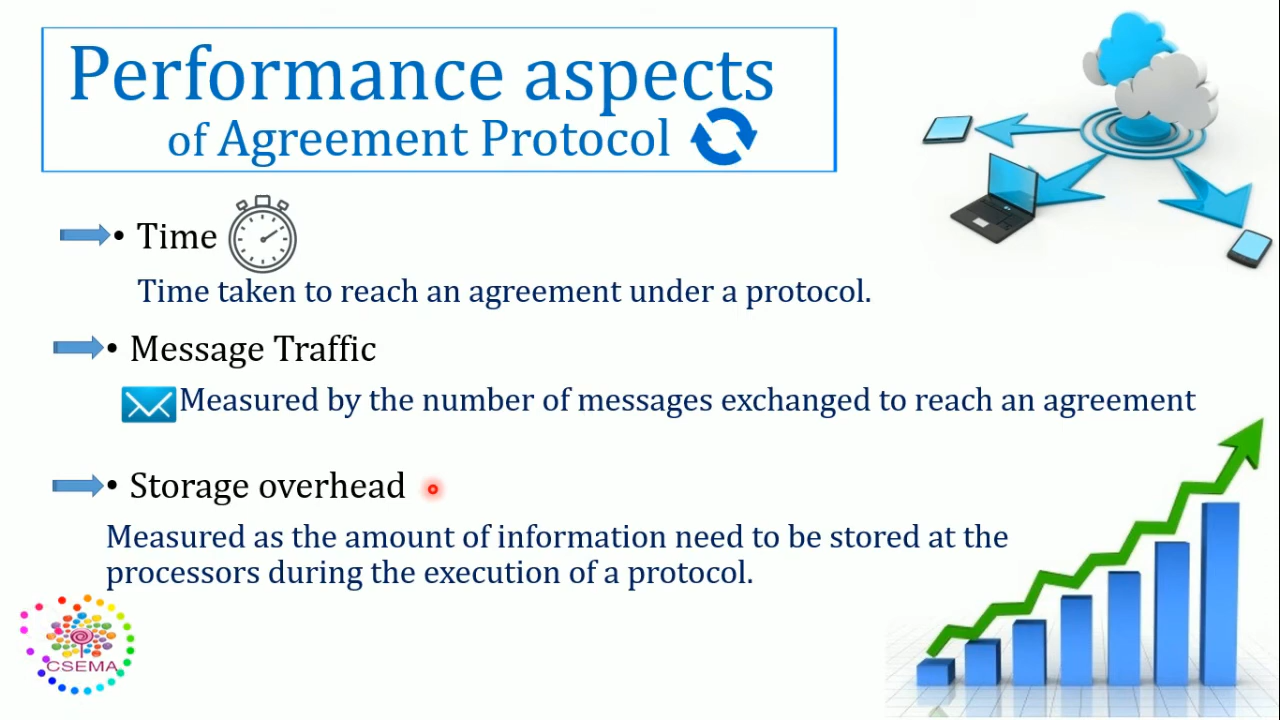 Performance aspects
of Agreement Protocol
• Time
Time taken to reach an agreement under a protocol.
• Message Traffic
Measured by the number of messages exchanged to reach an agreement
• Storage overhead
Measured as the amount of information need to be stored at the
processors during the execution of a protocol.
CSEMA